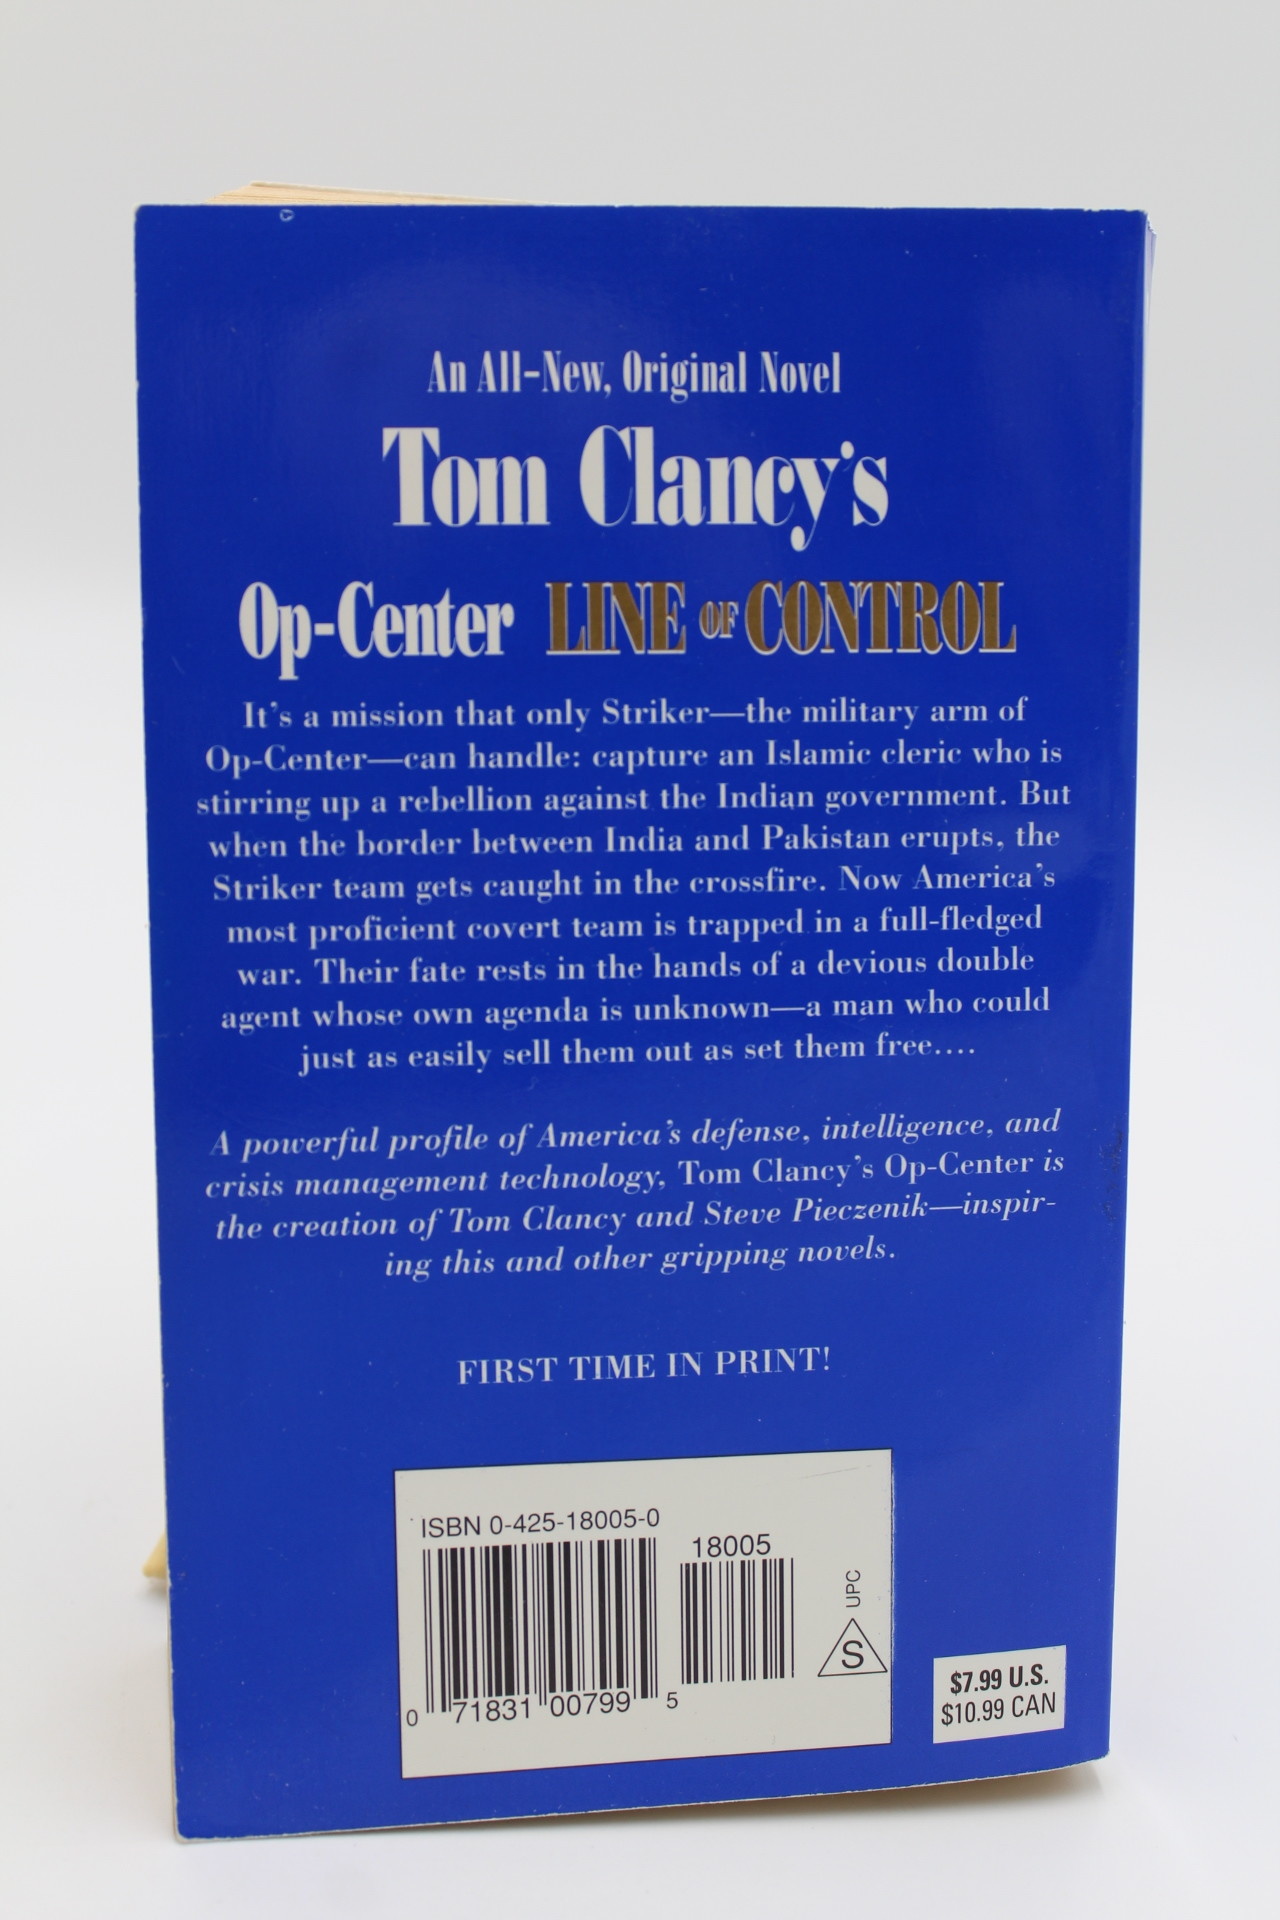 An All-New, Original Novel
Tom Clancy's
Op-Center LINE OF CONTROL
It's a mission that only Striker—the military arm of
Op-Center—can handle: capture an Islamic cleric who is
stirring up a rebellion against the Indian government. But
when the border between India and Pakistan erupts, the
Striker team gets caught in the crossfire. Now America's
most proficient covert team is trapped in a full-fledged
war. Their fate rests in the hands of a devious double
agent whose own agenda is unknown—a man who could
just as easily sell them out as set them free....
A powerful profile of America's defense, intelligence, and
crisis management technology, Tom Clancy's Op-Center is
the creation of Tom Clancy and Steve Pieczenik—inspir-
ing this and other gripping novels.
FIRST TIME IN PRINT!
ISBN 0-425-18005-0
18005
UPC
S
0 71831 00799 5
$7.99 U.S.
$10.99 CAN